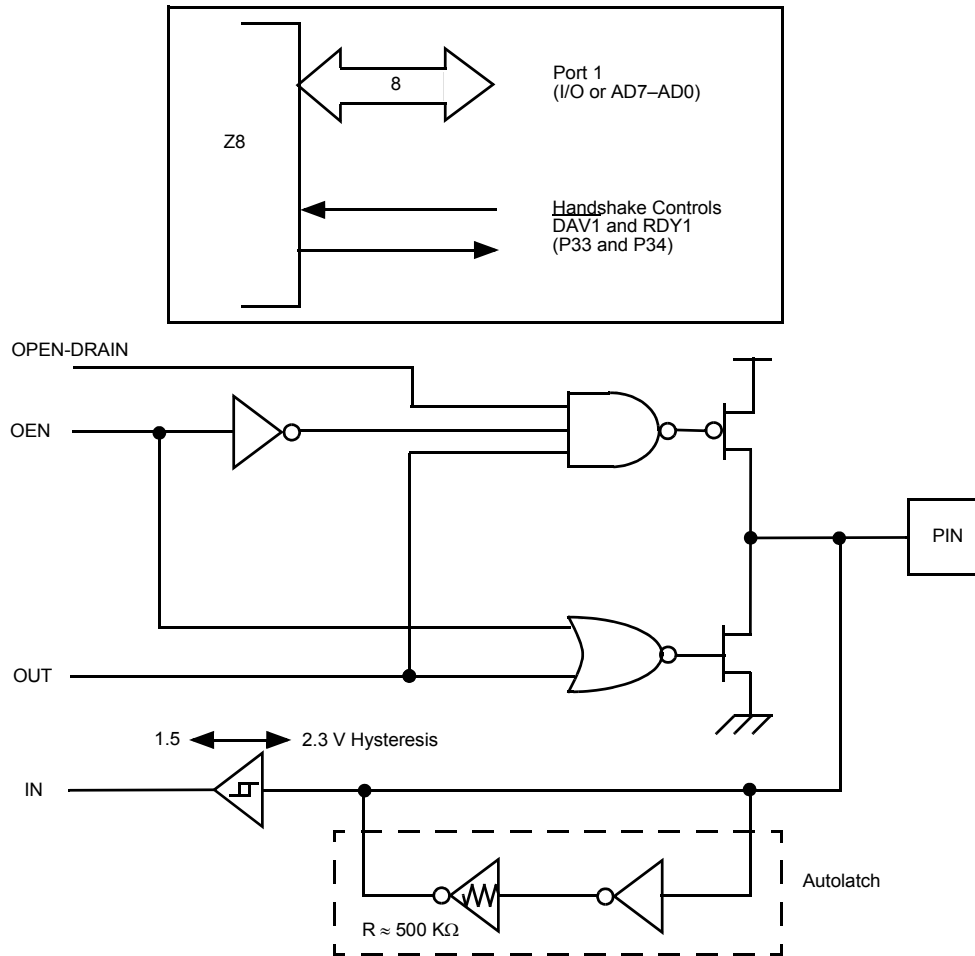 Z8
8
Port 1
(I/O or AD7–AD0)
Handshake Controls
DAV1 and RDY1
(P33 and P34)
OPEN-DRAIN
OEN
PIN
OUT
1.5
2.3 V Hysteresis
IN
Autolatch
R ≈ 500 KΩ